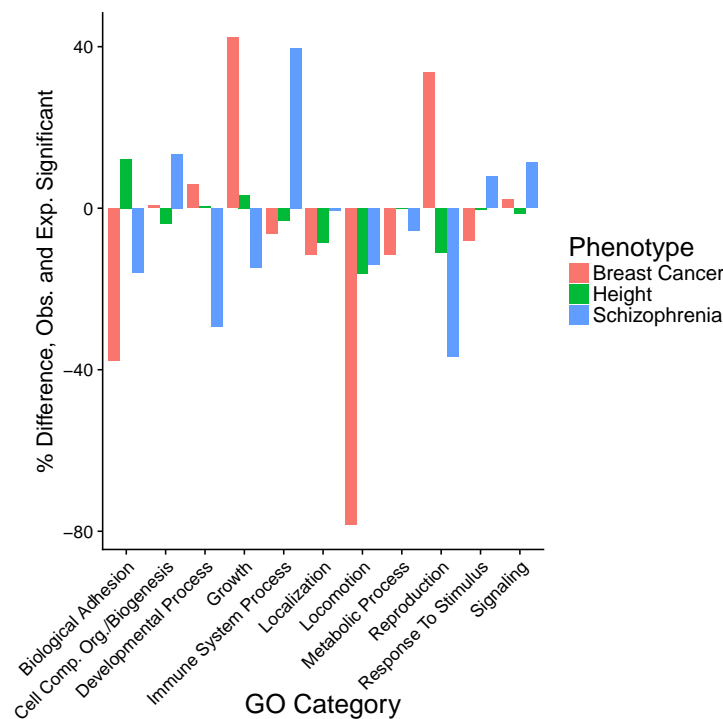 % Difference, Obs. and Exp. Significant
40
0
−40
−80
Biological Adhesion
Cell Comp. Org./Biogenesis
Developmental Process
Growth
Immune System Process
Localization
Locomotion
Metabolic Process
Reproduction
Response To Stimulus
Signaling
GO Category
Phenotype
Breast Cancer
Height
Schizophrenia